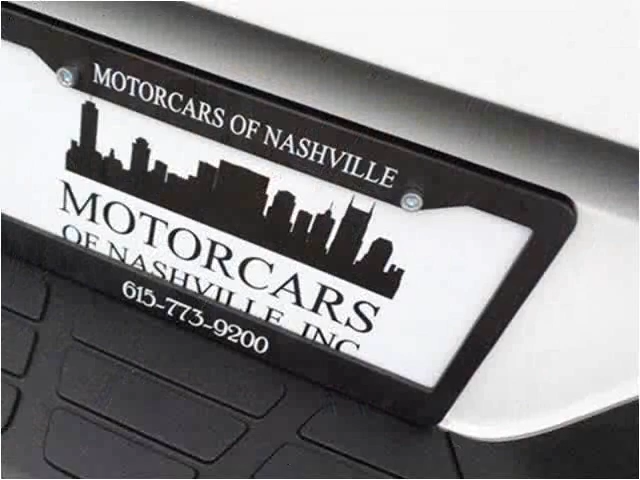 MOTORCARS OF NASHVILLE
MOTORCARS
OF NASHVILLE, INC.
615-773-9200